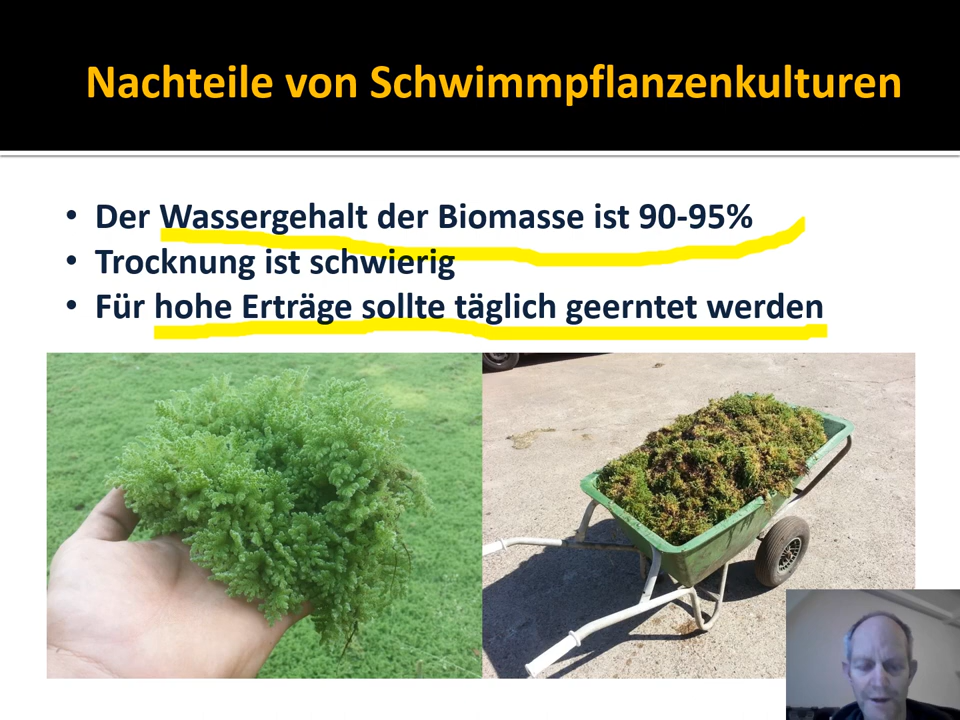 Nachteile von Schwimmpflanzenkulturen
• Der Wassergehalt der Biomasse ist 90-95%
• Trocknung ist schwierig
• Für hohe Erträge sollte täglich geerntet werden